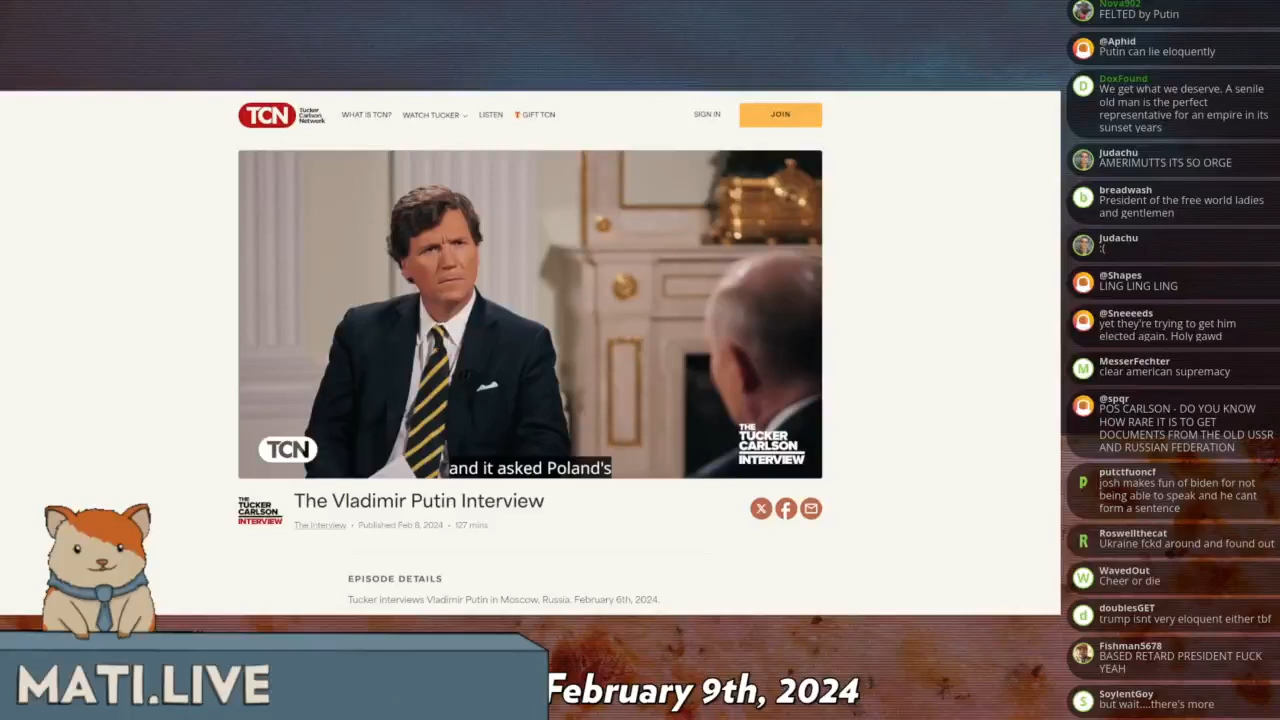 TCN
Tucker
Carlson
Network
WHAT IS TCN?
WATCH TUCKER
LISTEN
GIFT TCN
SIGN IN
JOIN
TCN
and it asked Poland's
THE
TUCKER
CARLSON
INTERVIEW
THE
TUCKER
CARLSON
INTERVIEW
The Vladimir Putin Interview
The Interview • Published Feb 8, 2024 • 127 mins
EPISODE DETAILS
Tucker interviews Vladimir Putin in Moscow, Russia. February 6th, 2024.
MATI.LIVE
February 9th, 2024
Nova902
FELTED by Putin
@Aphid
Putin can lie eloquently
D
DoxFound
We get what we deserve. A senile
old man is the perfect
representative for an empire in its
sunset years
Judachu
AMERIMUTTS ITS SO ORGE
b
breadwash
President of the free world ladies
and gentlemen
Judachu
:(
@Shapes
LING LING LING
@Sneeeeds
yet they're trying to get him
elected again. Holy gawd
M
MesserFechter
clear american supremacy
@spqr
POS CARLSON - DO YOU KNOW
HOW RARE IT IS TO GET
DOCUMENTS FROM THE OLD USSR
AND RUSSIAN FEDERATION
P
putctfuoncf
josh makes fun of biden for not
being able to speak and he cant
form a sentence
R
Roswellthecat
Ukraine fckd around and found out
W
WavedOut
Cheer or die
d
doublesGET
trump isnt very eloquent either tbf
Fishman5678
BASED RETARD PRESIDENT FUCK
YEAH
S
SoylentGoy
but wait....there's more